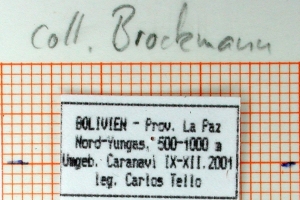 coll. Brockmann
BOLIVIEN - Prov. La Paz
Nord-Yungas, 500-1000 m
Umgeb. Caranavi IX-XII.2001
leg. Carlos Tello